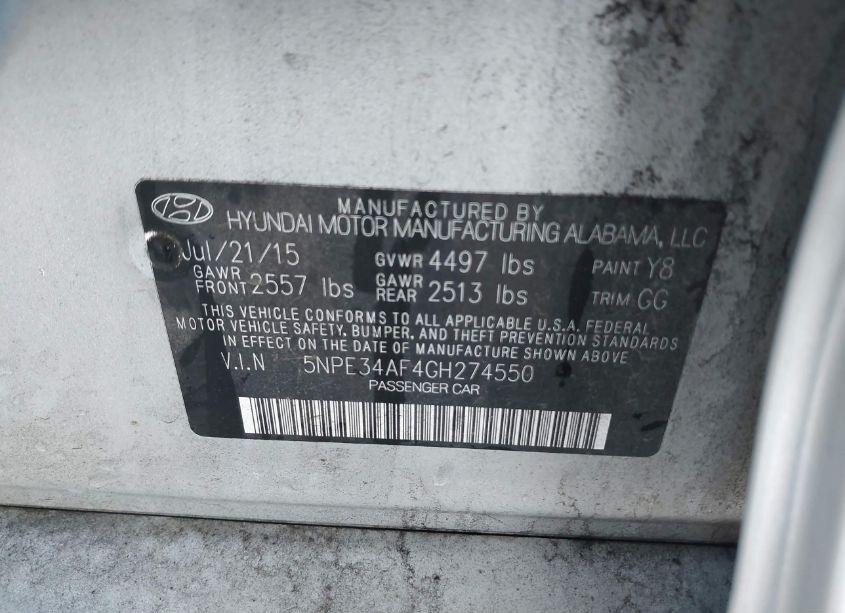 MANUFACTURED BY
HYUNDAI MOTOR MANUFACTURING ALABAMA, LLC
Jul/21/15 GVWR 4497 lbs PAINT Y8
GAWR FRONT 2557 lbs GAWR REAR 2513 lbs TRIM GG
THIS VEHICLE CONFORMS TO ALL APPLICABLE U.S.A. FEDERAL
MOTOR VEHICLE SAFETY, BUMPER, AND THEFT PREVENTION STANDARDS
IN EFFECT ON THE DATE OF MANUFACTURE SHOWN ABOVE.
V.I.N 5NPE34AF4GH274550
PASSENGER CAR